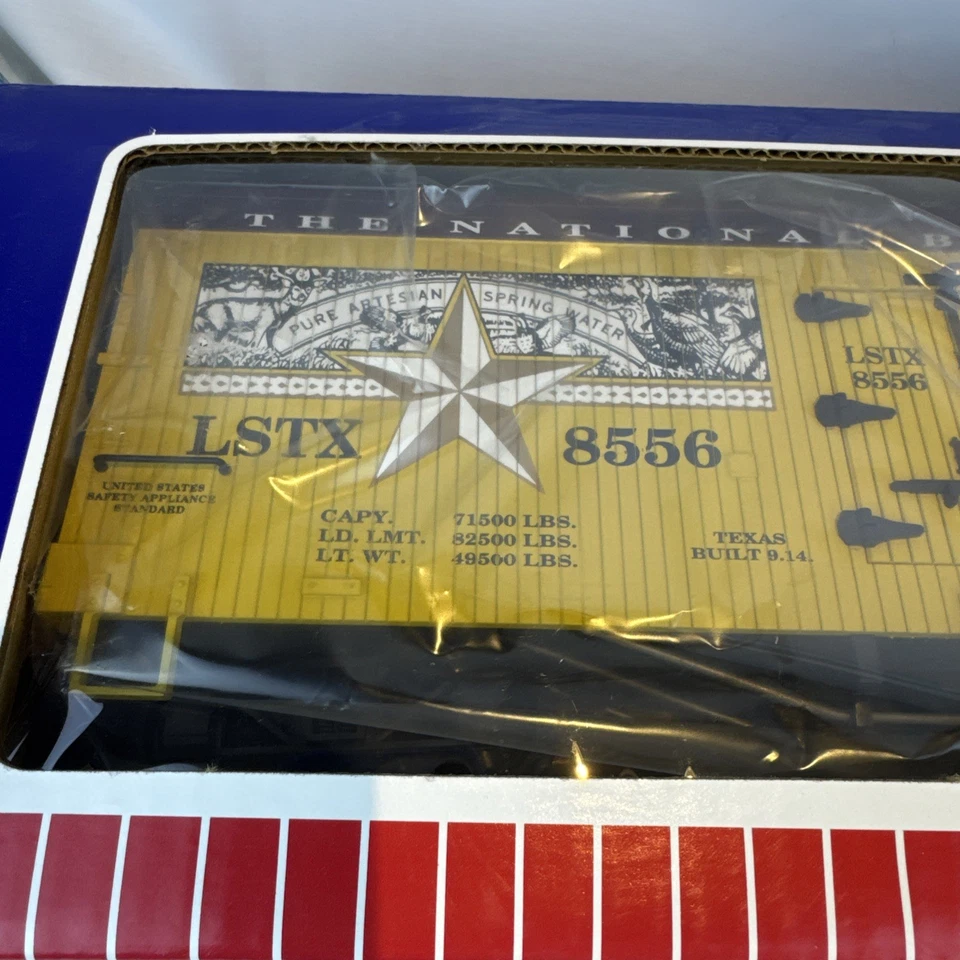 THE NATIONAL B
PURE ARTESIAN SPRING WATER
LSTX
8556
LSTX 8556
UNITED STATES
SAFETY APPLIANCE
STANDARD
CAPY. 71500 LBS.
LD. LMT. 82500 LBS.
LT. WT. 49500 LBS.
TEXAS
BUILT 9.14.